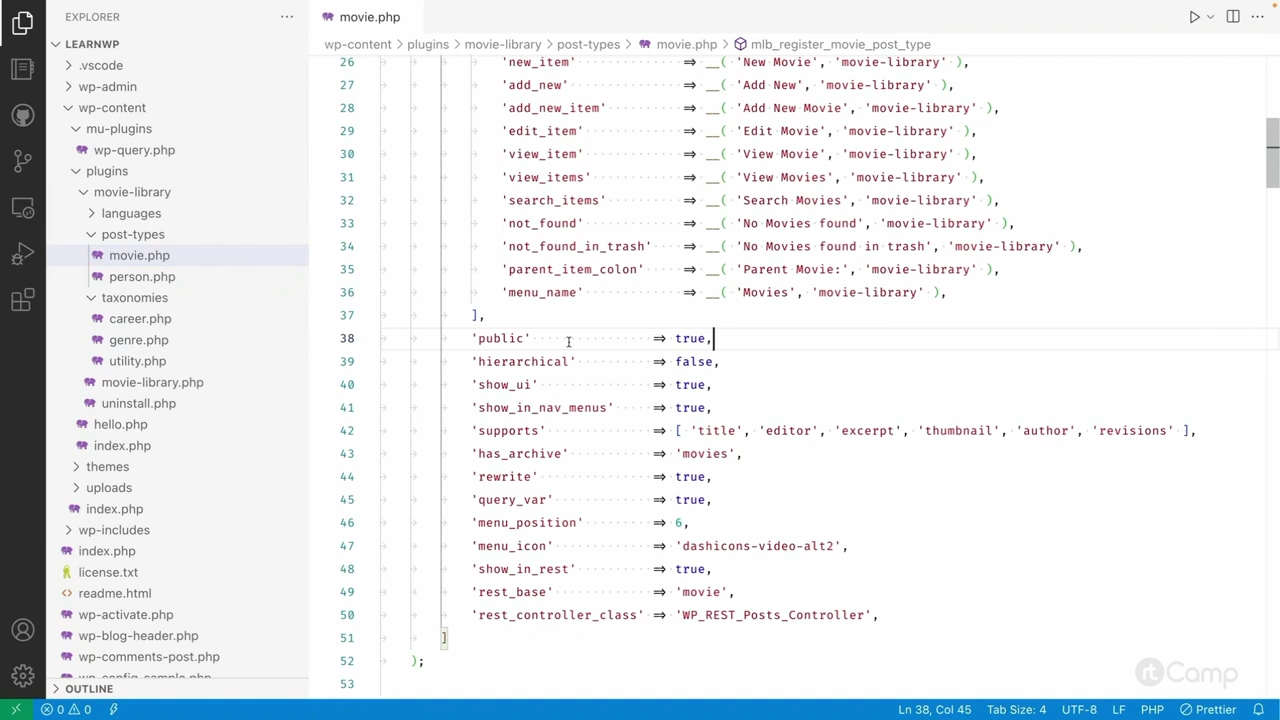 EXPLORER
movie.php
LEARNWP
wp-content > plugins > movie-library > post-types > movie.php > mlb_register_movie_post_type
.vscode
wp-admin
wp-content
mu-plugins
wp-query.php
plugins
movie-library
languages
post-types
movie.php
person.php
taxonomies
career.php
genre.php
utility.php
movie-library.php
uninstall.php
hello.php
index.php
themes
uploads
index.php
wp-includes
index.php
license.txt
readme.html
wp-activate.php
wp-blog-header.php
wp-comments-post.php
wp-config-sample.php
OUTLINE
26 'new_item' => __( 'New Movie', 'movie-library' ),
27 'add_new' => __( 'Add New', 'movie-library' ),
28 'add_new_item' => __( 'Add New Movie', 'movie-library' ),
29 'edit_item' => __( 'Edit Movie', 'movie-library' ),
30 'view_item' => __( 'View Movie', 'movie-library' ),
31 'view_items' => __( 'View Movies', 'movie-library' ),
32 'search_items' => __( 'Search Movies', 'movie-library' ),
33 'not_found' => __( 'No Movies found', 'movie-library' ),
34 'not_found_in_trash' => __( 'No Movies found in trash', 'movie-library' ),
35 'parent_item_colon' => __( 'Parent Movie:', 'movie-library' ),
36 'menu_name' => __( 'Movies', 'movie-library' ),
37 ],
38 'public' => true,
39 'hierarchical' => false,
40 'show_ui' => true,
41 'show_in_nav_menus' => true,
42 'supports' => [ 'title', 'editor', 'excerpt', 'thumbnail', 'author', 'revisions' ],
43 'has_archive' => 'movies',
44 'rewrite' => true,
45 'query_var' => true,
46 'menu_position' => 6,
47 'menu_icon' => 'dashicons-video-alt2',
48 'show_in_rest' => true,
49 'rest_base' => 'movie',
50 'rest_controller_class' => 'WP_REST_Posts_Controller',
51 ]
52 );
53
rtCamp
0 0
Ln 38, Col 45 Tab Size: 4 UTF-8 LF PHP Prettier